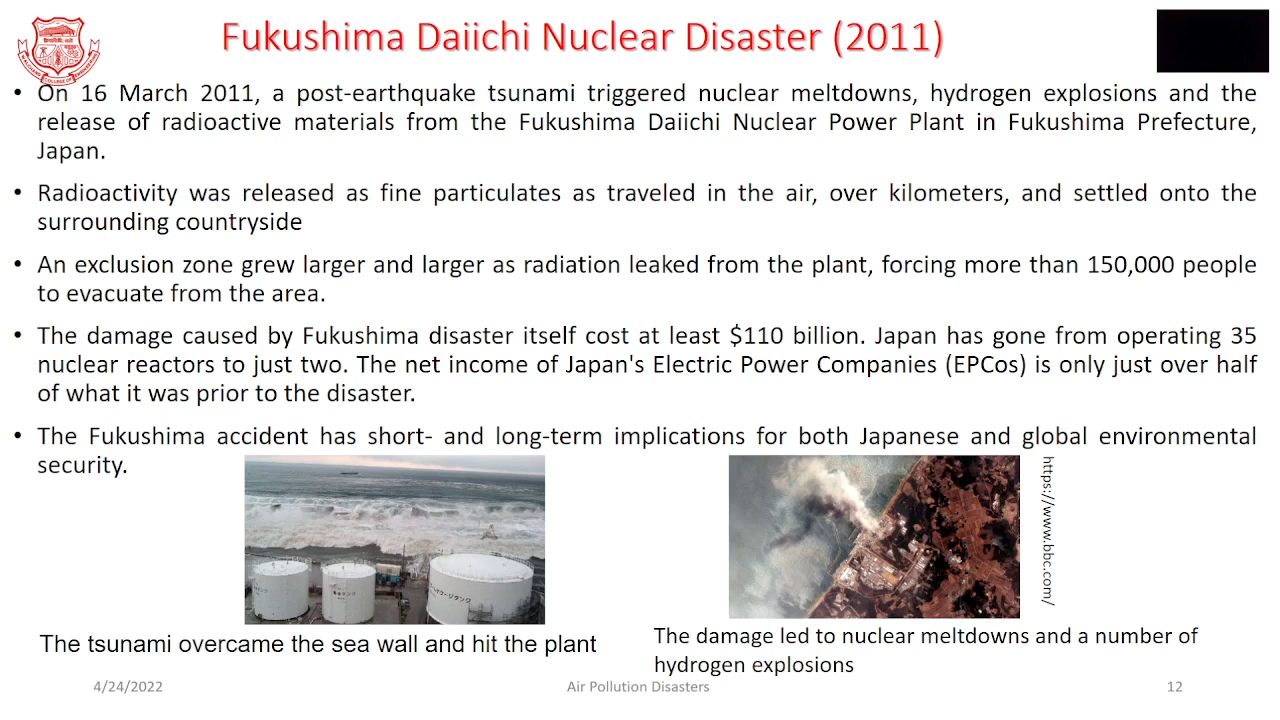 Fukushima Daiichi Nuclear Disaster (2011)
• On 16 March 2011, a post-earthquake tsunami triggered nuclear meltdowns, hydrogen explosions and the
release of radioactive materials from the Fukushima Daiichi Nuclear Power Plant in Fukushima Prefecture,
Japan.
• Radioactivity was released as fine particulates as traveled in the air, over kilometers, and settled onto the
surrounding countryside
• An exclusion zone grew larger and larger as radiation leaked from the plant, forcing more than 150,000 people
to evacuate from the area.
• The damage caused by Fukushima disaster itself cost at least $110 billion. Japan has gone from operating 35
nuclear reactors to just two. The net income of Japan's Electric Power Companies (EPCos) is only just over half
of what it was prior to the disaster.
• The Fukushima accident has short- and long-term implications for both Japanese and global environmental
security.
https://www.bbc.com/
The tsunami overcame the sea wall and hit the plant
The damage led to nuclear meltdowns and a number of
hydrogen explosions
4/24/2022
Air Pollution Disasters
12